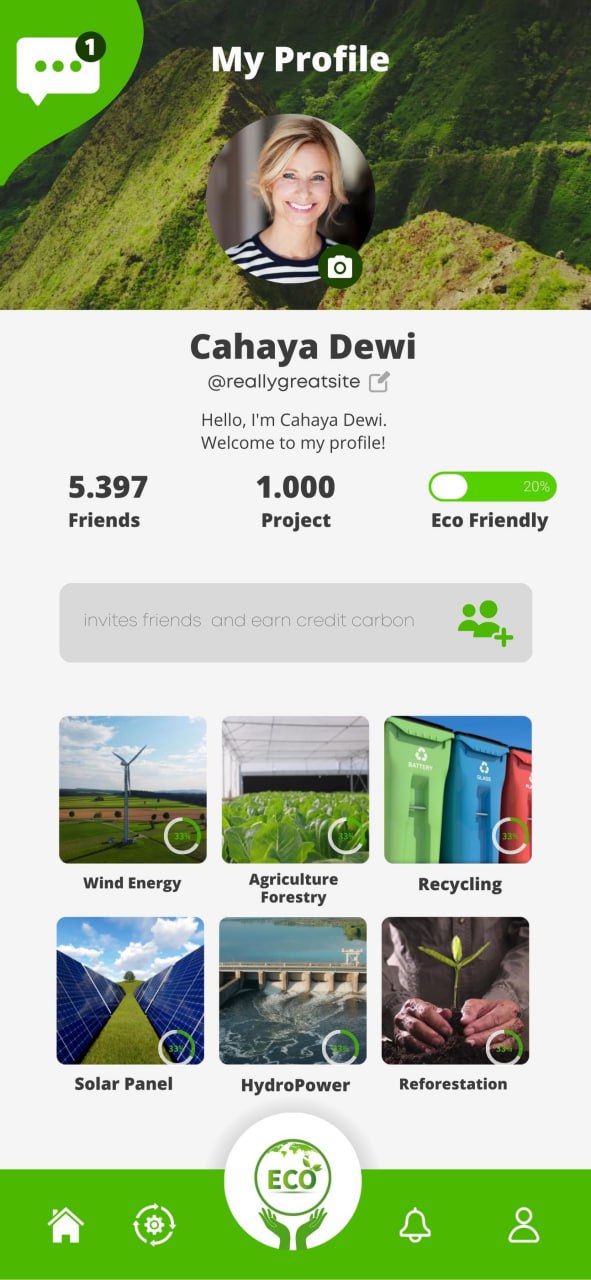 1
My Profile
Cahaya Dewi
@reallygreatsite
Hello, I'm Cahaya Dewi.
Welcome to my profile!
5.397
1.000
20%
Friends
Project
Eco Friendly
invites friends and earn credit carbon
BATTERY
GLASS
33%
33%
33%
Wind Energy
Agriculture
Forestry
Recycling
33%
33%
33%
Solar Panel
HydroPower
Reforestation
ECO